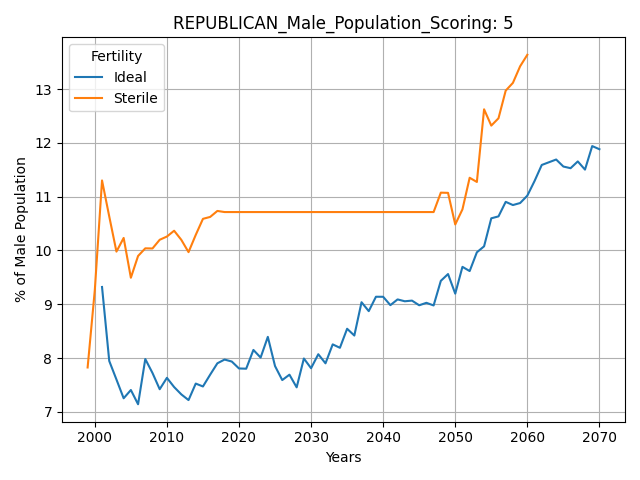 REPUBLICAN_Male_Population_Scoring: 5
Fertility
Ideal
Sterile
% of Male Population
13
12
11
10
9
8
7
2000 2010 2020 2030 2040 2050 2060 2070
Years